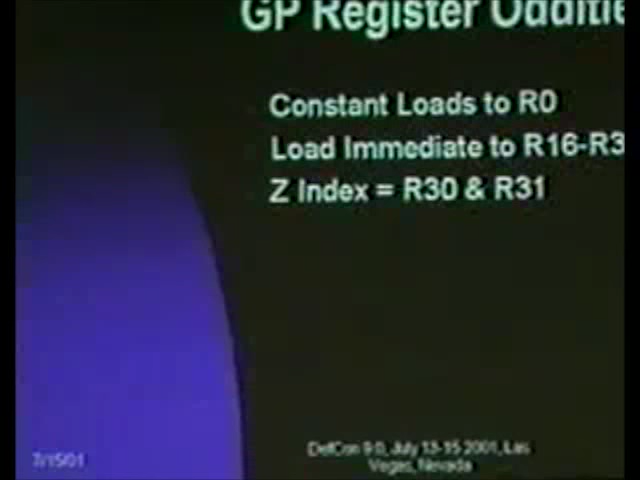 GP Register Odditie
Constant Loads to R0
Load Immediate to R16-R3
Z Index = R30 & R31
7/15/01
DefCon 9.0, July 13-15 2001, Las
Vegas, Nevada